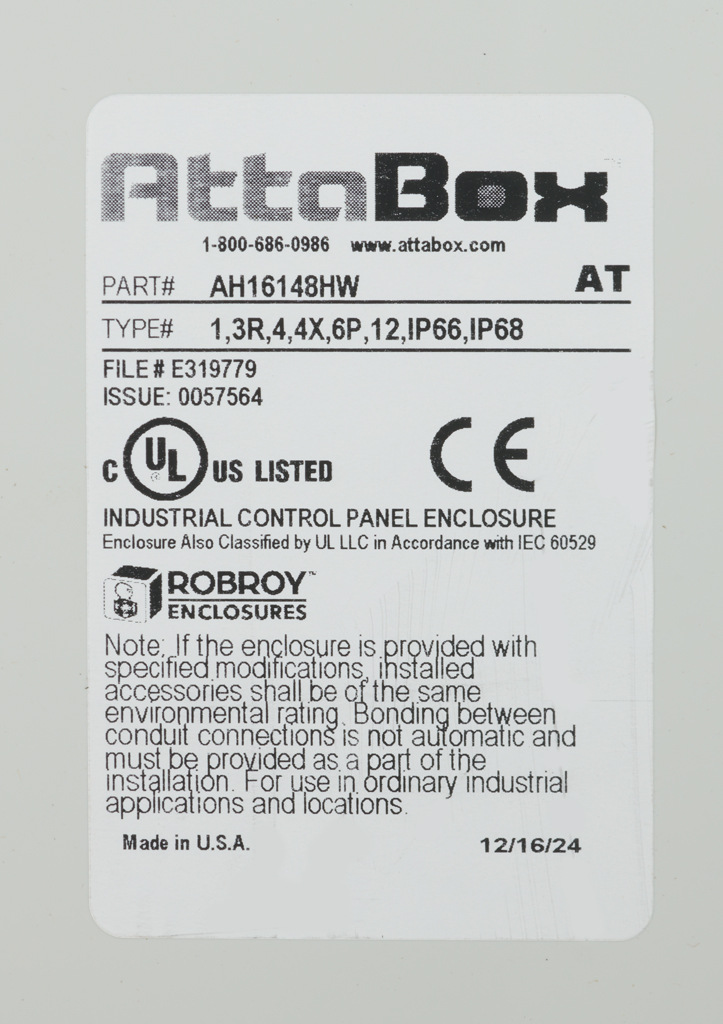 AttaBox
1-800-686-0986 www.attabox.com
PART# AH16148HW AT
TYPE# 1,3R,4,4X,6P,12,IP66,IP68
FILE # E319779
ISSUE: 0057564
C UL US LISTED CE
INDUSTRIAL CONTROL PANEL ENCLOSURE
Enclosure Also Classified by UL LLC in Accordance with IEC 60529
ROBROY™
ENCLOSURES
Note: If the enclosure is provided with
specified modifications, installed
accessories shall be of the same
environmental rating. Bonding between
conduit connections is not automatic and
must be provided as a part of the
installation. For use in ordinary industrial
applications and locations.
Made in U.S.A. 12/16/24